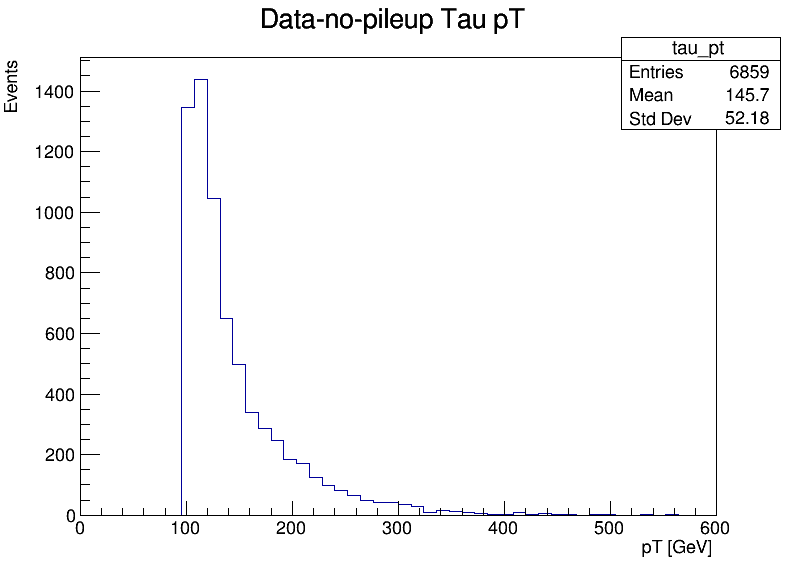 Data-no-pileup Tau pT
tau_pt
Entries 6859
Mean 145.7
Std Dev 52.18
Events
1400
1200
1000
800
600
400
200
0
0 100 200 300 400 500 600
pT [GeV]